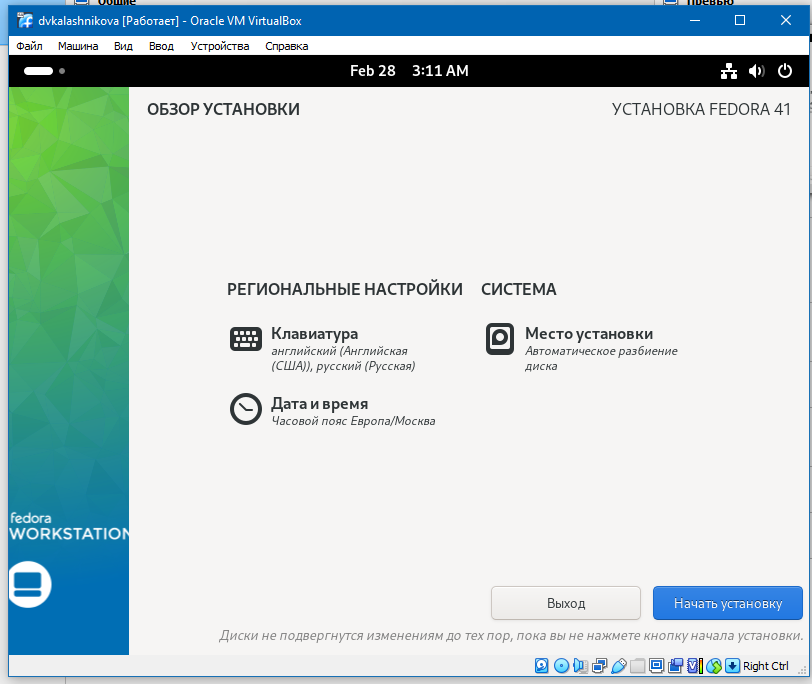 Общие
Превью
dvkalashnikova [Работает] - Oracle VM VirtualBox
Файл Машина Вид Ввод Устройства Справка
Feb 28 3:11 AM
ОБЗОР УСТАНОВКИ
УСТАНОВКА FEDORA 41
РЕГИОНАЛЬНЫЕ НАСТРОЙКИ
Клавиатура
английский (Английская
(США)), русский (Русская)
Дата и время
Часовой пояс Европа/Москва
СИСТЕМА
Место установки
Автоматическое разбиение
диска
fedora
WORKSTATION
Выход
Начать установку
Диски не подвергнутся изменениям до тех пор, пока вы не нажмете кнопку начала установки.
Right Ctrl